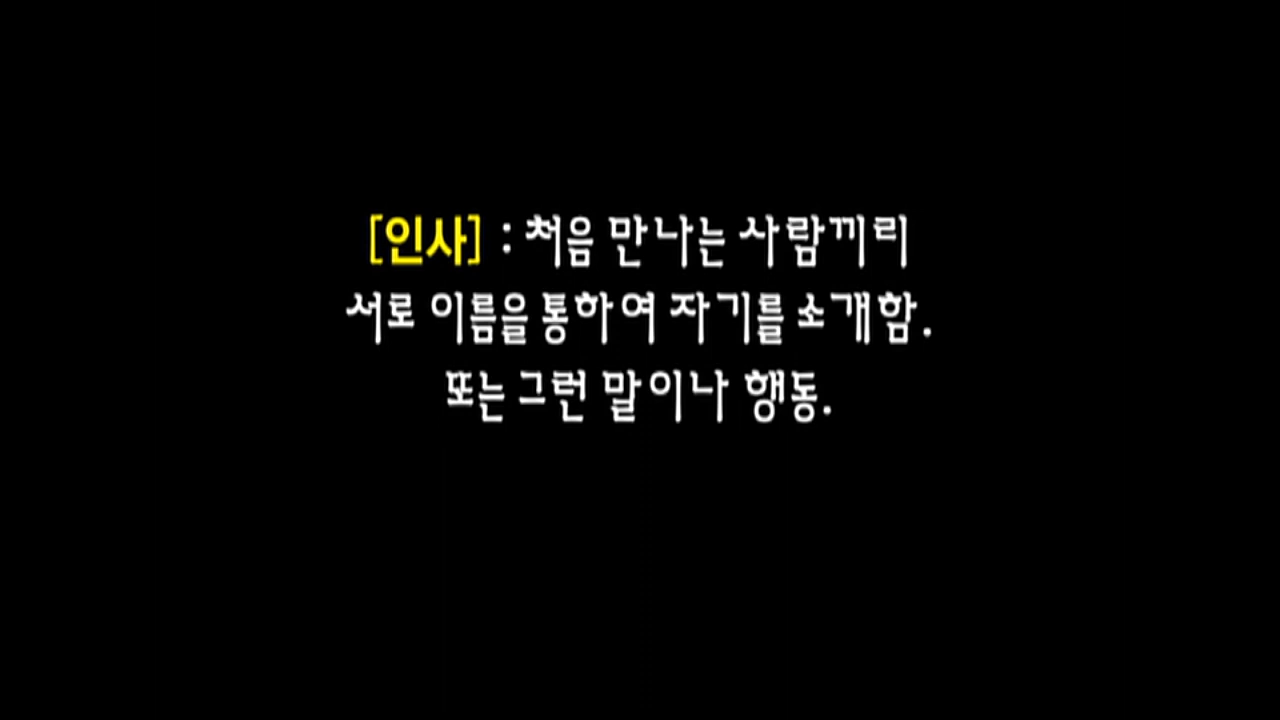 [인사] : 처음 만나는 사람끼리
서로 이름을 통하여 자기를 소개함.
또는 그런 말이나 행동.